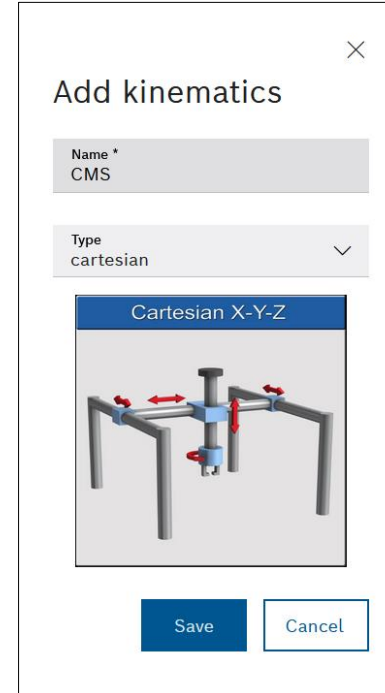 Add kinematics
Name *
CMS
Type
cartesian
Cartesian X-Y-Z
Save
Cancel